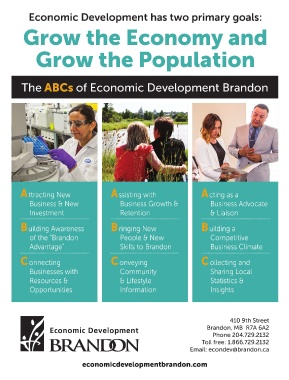 Economic Development has two primary goals:
Grow the Economy and
Grow the Population
The ABCs of Economic Development Brandon
Attracting New
Business & New
Investment
Building Awareness
of the "Brandon
Advantage"
Connecting
Businesses with
Resources &
Opportunities
Assisting with
Business Growth &
Retention
Bringing New
People & New
Skills to Brandon
Conveying
Community
& Lifestyle
Information
Acting as a
Business Advocate
& Liaison
Building a
Competitive
Business Climate
Collecting and
Sharing Local
Statistics &
Insights
Economic Development
BRANDON
410 9th Street
Brandon, MB R7A 6A2
Phone 204.729.2132
Toll free: 1.866.729.2132
Email: econdev@brandon.ca
economicdevelopmentbrandon.com